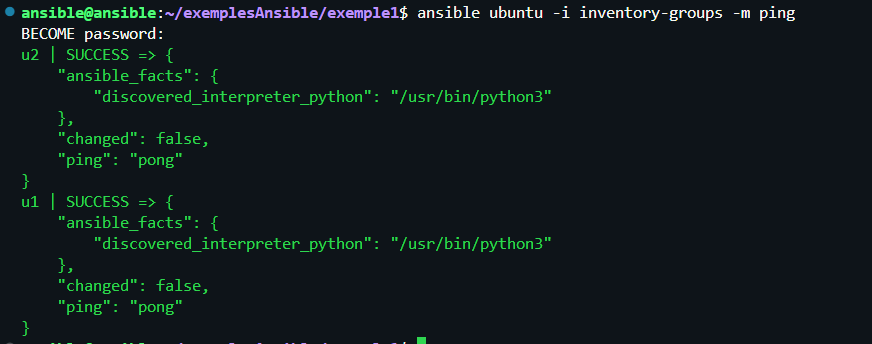 ansible@ansible:~/exemplesAnsible/exemple1$ ansible ubuntu -i inventory-groups -m ping
BECOME password:
u2 | SUCCESS => {
    "ansible_facts": {
        "discovered_interpreter_python": "/usr/bin/python3"
    },
    "changed": false,
    "ping": "pong"
}
u1 | SUCCESS => {
    "ansible_facts": {
        "discovered_interpreter_python": "/usr/bin/python3"
    },
    "changed": false,
    "ping": "pong"
}